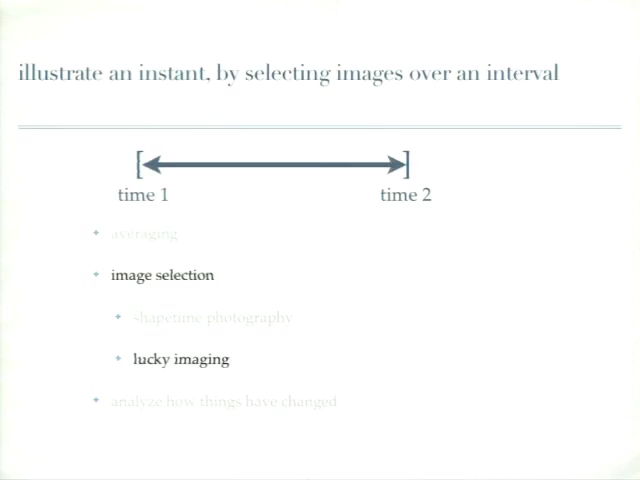 illustrate an instant, by selecting images over an interval
[ ]
time 1 time 2
averaging
image selection
shapetime photography
lucky imaging
analyze how things have changed